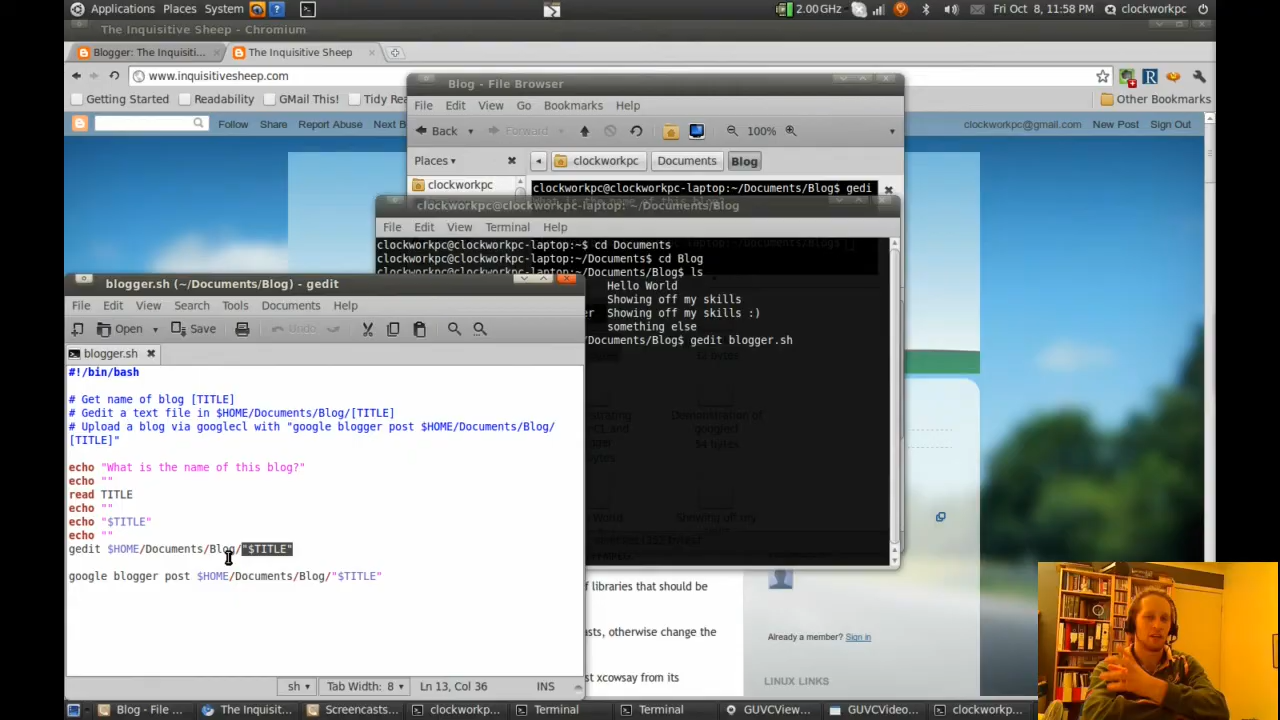 Applications Places System
2.00 GHz
Fri Oct 8, 11:58 PM
clockworkpc
The Inquisitive Sheep - Chromium
Blogger: The Inquisiti...
The Inquisitive Sheep
www.inquisitivesheep.com
Getting Started
Readability
GMail This!
Tidy Rea
Other Bookmarks
Follow
Share
Report Abuse
Next B
clockworkpc@gmail.com
New Post
Sign Out
Blog - File Browser
File Edit View Go Bookmarks Help
Back
Forward
100%
Places
clockworkpc
Documents
Blog
clockworkpc
clockworkpc@clockworkpc-laptop:~/Documents/Blog$ gedi
clockworkpc@clockworkpc-laptop: ~/Documents/Blog
File Edit View Terminal Help
clockworkpc@clockworkpc-laptop:~$ cd Documents
clockworkpc@clockworkpc-laptop:~/Documents$ cd Blog
clockworkpc@clockworkpc-laptop:~/Documents/Blog$ ls
Hello World
Showing off my skills
er Showing off my skills :)
something else
/Documents/Blog$ gedit blogger.sh
blogger.sh (~/Documents/Blog) - gedit
File Edit View Search Tools Documents Help
Open
Save
Undo
blogger.sh
#!/bin/bash
# Get name of blog [TITLE]
# Gedit a text file in $HOME/Documents/Blog/[TITLE]
# Upload a blog via googlecl with "google blogger post $HOME/Documents/Blog/
[TITLE]"
echo "What is the name of this blog?"
echo ""
read TITLE
echo ""
echo "$TITLE"
echo ""
gedit $HOME/Documents/Blog/"$TITLE"
google blogger post $HOME/Documents/Blog/"$TITLE"
sh
Tab Width: 8
Ln 13, Col 36
INS
Demonstration of
googlecl
54 bytes
f libraries that should be
asts, otherwise change the
st xcowsay from its
Already a member? Sign in
LINUX LINKS
Blog - File ...
The Inquisit...
Screencasts...
clockworkp...
Terminal
Terminal
GUVCView...
GUVCVideo...
clockworkp...